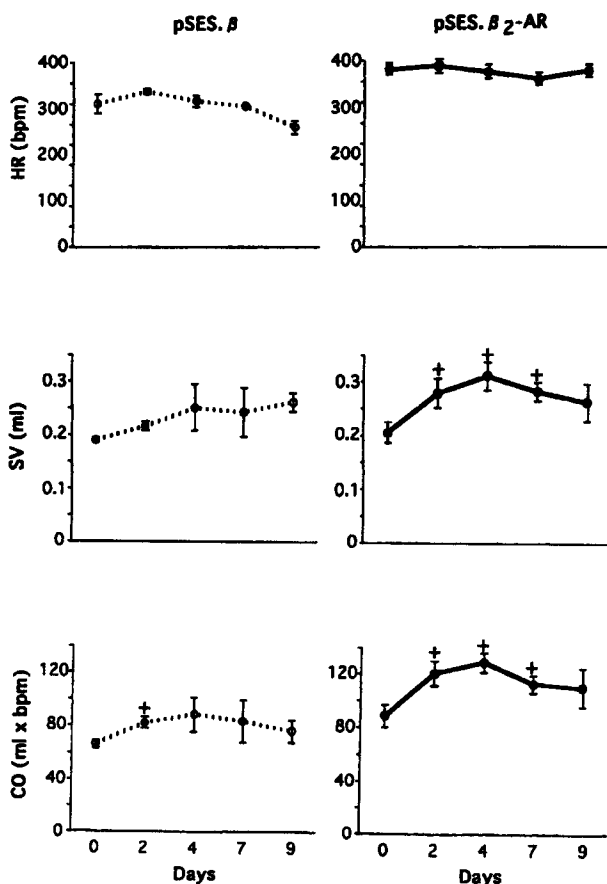 pSES. β pSES. β 2-AR
HR (bpm)
400 400
300 300
200 200
100 100
0 0
SV (ml)
+ + +
0.3 0.3
0.2 0.2
0.1 0.1
0 0
CO (ml x bpm)
+ + + +
120 120
80 80
40 40
0 0
0 2 4 7 9 0 2 4 7 9
Days Days